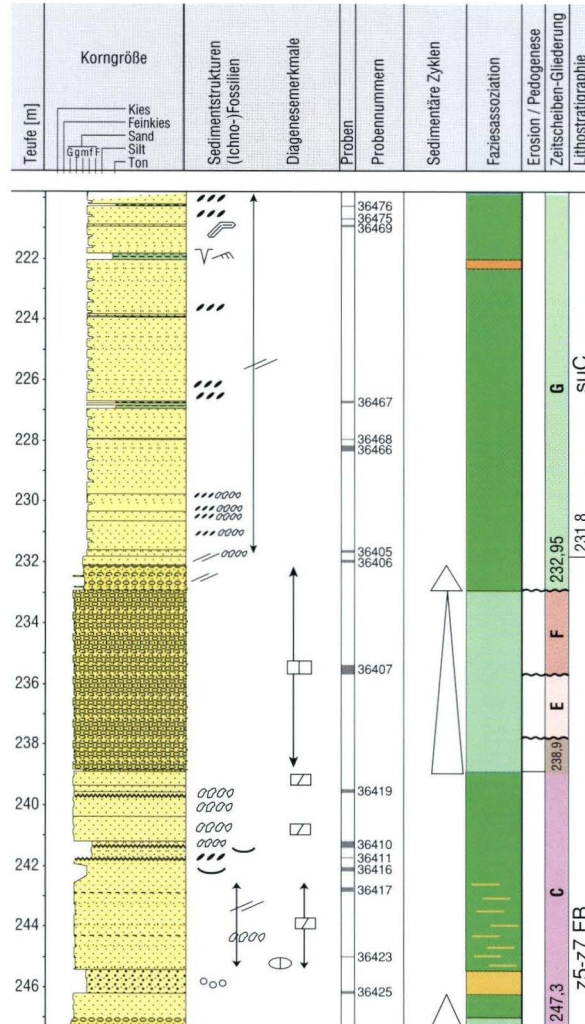 Teufe [m]
Korngröße
Kies
Feinkies
Sand
G g m f F
Silt
Ton
Sedimentstrukturen
(Ichno-)Fossilien
Diagenesemerkmale
Proben
Probennummern
Sedimentäre Zyklen
Faziesassoziation
Erosion / Pedogenese
Zeitscheiben-Gliederung
Lithostratigraphie
222
224
226
228
230
232
234
236
238
240
242
244
246
36476
36475
36469
36467
36468
36466
36405
36406
36407
36419
36410
36411
36416
36417
36423
36425
G
232,95
F
E
238,9
C
247,3
suC
231,8
z5-z7 FB